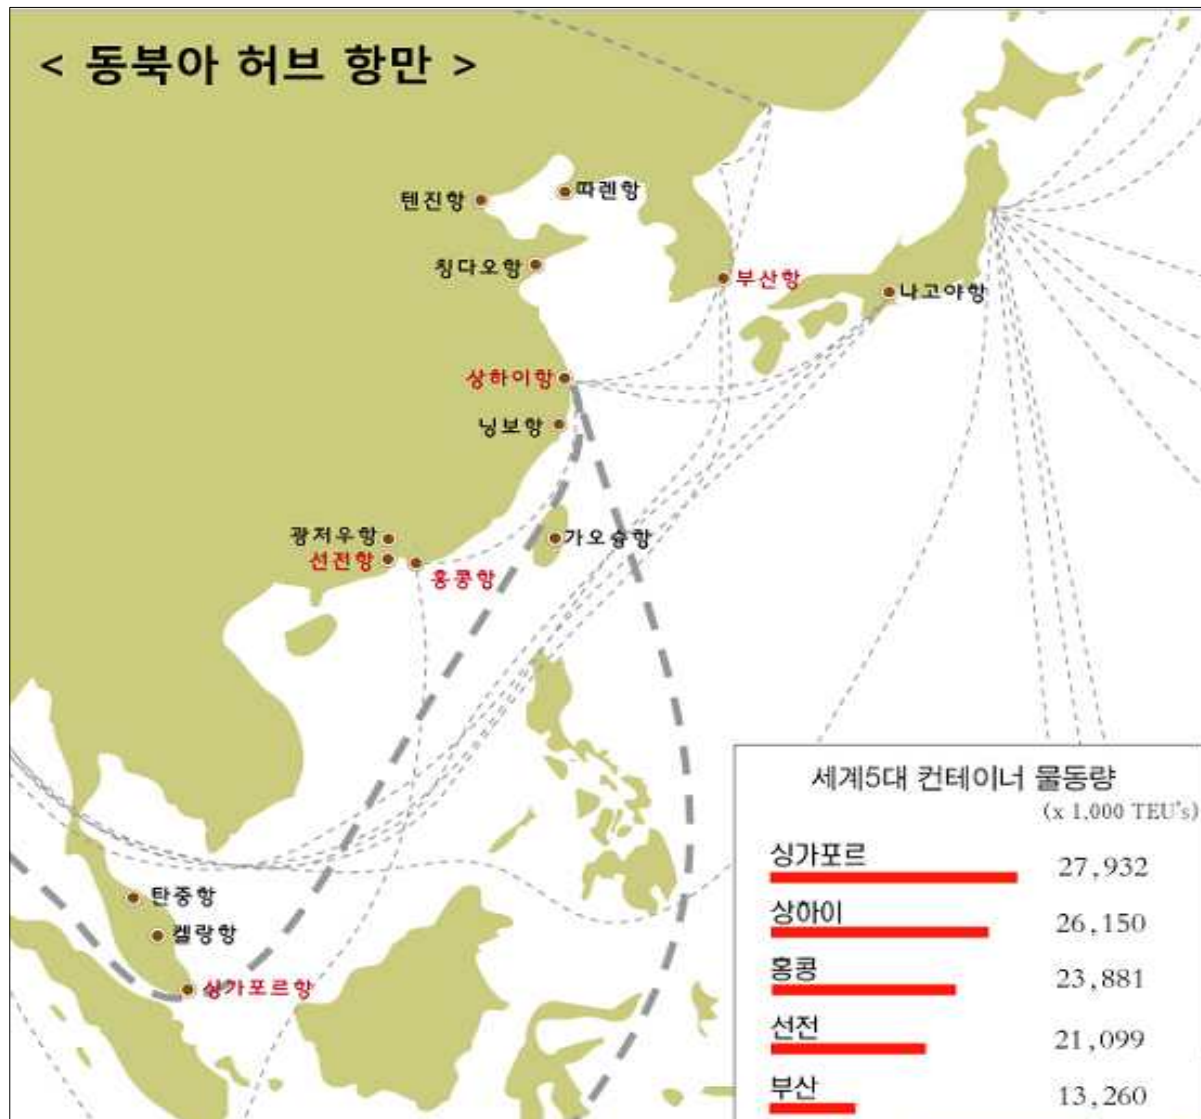 < 동북아 허브 항만 >
텐진항
따렌항
칭다오항
부산항
나고야항
상하이항
닝보항
광저우항
선전항
홍콩항
가오슝항
탄중항
켈랑항
싱가포르항
세계5대 컨테이너 물동량
(x 1,000 TEU's)
싱가포르 27,932
상하이 26,150
홍콩 23,881
선전 21,099
부산 13,260